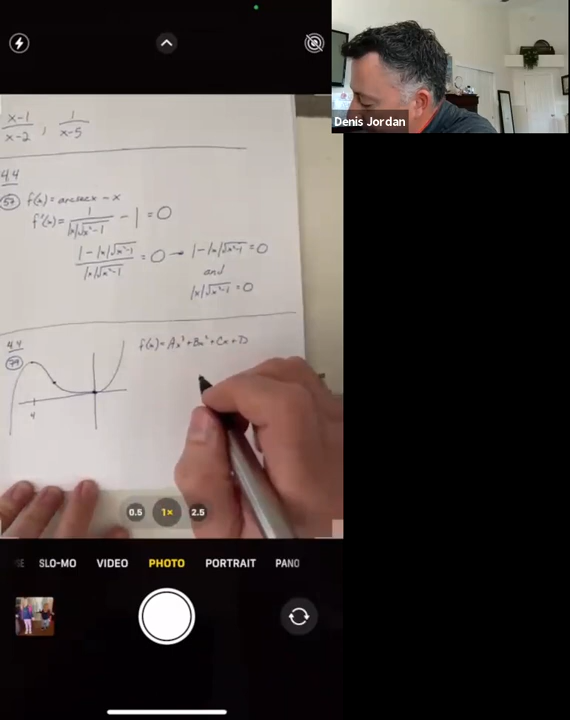 Denis Jordan
x-1/x-2 , 1/x-5
4.4
57 f(x) = arcsecx - x
f'(x) = 1/|x|√x²-1 - 1 = 0
1-|x|√x²-1/|x|√x²-1 = 0 → 1-|x|√x²-1 = 0
and
|x|√x²-1 = 0
4.4
79 f(x) = Ax³+Bx²+Cx+D
4
0.5 1× 2.5
SLO-MO VIDEO PHOTO PORTRAIT PANO